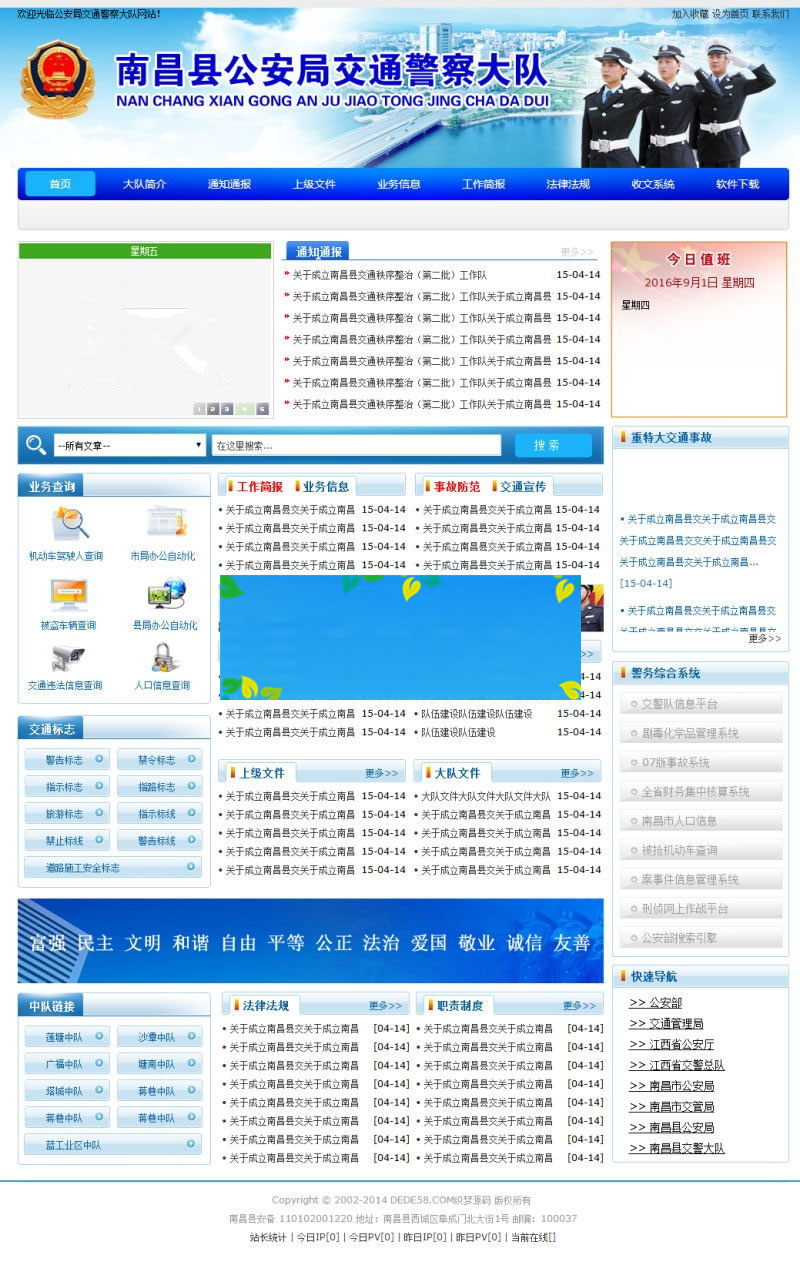 欢迎光临公安局交通警察大队网站!
加入收藏 设为首页 联系我们
南昌县公安局交通警察大队
NAN CHANG XIAN GONG AN JU JIAO TONG JING CHA DA DUI
首页 大队简介 通知通报 上级文件 业务信息 工作简报 法律法规 收文系统 软件下载
星期五
1 2 3 4 5
通知通报 更多>>
关于成立南昌县交通秩序整治（第二批）工作队 15-04-14
关于成立南昌县交通秩序整治（第二批）工作队关于成立南昌县 15-04-14
关于成立南昌县交通秩序整治（第二批）工作队关于成立南昌县 15-04-14
关于成立南昌县交通秩序整治（第二批）工作队关于成立南昌县 15-04-14
关于成立南昌县交通秩序整治（第二批）工作队关于成立南昌县 15-04-14
关于成立南昌县交通秩序整治（第二批）工作队关于成立南昌县 15-04-14
关于成立南昌县交通秩序整治（第二批）工作队关于成立南昌县 15-04-14
今日值班
2016年9月1日 星期四
星期四
--所有文章-- 在这里搜索... 搜索
业务查询
机动车驾驶人查询 市局办公自动化
被盗车辆查询 县局办公自动化
交通违法信息查询 人口信息查询
工作简报 业务信息
• 关于成立南昌县交关于成立南昌 15-04-14
• 关于成立南昌县交关于成立南昌 15-04-14
• 关于成立南昌县交关于成立南昌 15-04-14
• 关于成立南昌县交关于成立南昌 15-04-14
事故防范 交通宣传
• 关于成立南昌县交关于成立南昌 15-04-14
• 关于成立南昌县交关于成立南昌 15-04-14
• 关于成立南昌县交关于成立南昌 15-04-14
• 关于成立南昌县交关于成立南昌 15-04-14
>>
4-14
4-14
• 关于成立南昌县交关于成立南昌 15-04-14
• 关于成立南昌县交关于成立南昌 15-04-14
• 队伍建设队伍建设队伍建设 15-04-14
• 队伍建设队伍建设 15-04-14
重特大交通事故
• 关于成立南昌县交关于成立南昌县交
关于成立南昌县交关于成立南昌县交
关于成立南昌县交关于成立南昌...
[15-04-14]
• 关于成立南昌县交关于成立南昌县交
关于成立南昌县交关于成立南昌县交
更多>>
交通标志
警告标志 禁令标志
指示标志 指路标志
旅游标志 指示标线
禁止标线 警告标线
道路施工安全标志
上级文件 更多>>
• 关于成立南昌县交关于成立南昌 15-04-14
• 关于成立南昌县交关于成立南昌 15-04-14
• 关于成立南昌县交关于成立南昌 15-04-14
• 关于成立南昌县交关于成立南昌 15-04-14
• 关于成立南昌县交关于成立南昌 15-04-14
大队文件 更多>>
• 大队文件大队文件大队文件大队 15-04-14
• 关于成立南昌县交关于成立南昌 15-04-14
• 关于成立南昌县交关于成立南昌 15-04-14
• 关于成立南昌县交关于成立南昌 15-04-14
• 关于成立南昌县交关于成立南昌 15-04-14
警务综合系统
交警队信息平台
剧毒化学品管理系统
07版事故系统
全省财务集中核算系统
南昌市人口信息
被抢机动车查询
案事件信息管理系统
刑侦网上作战平台
公安部搜索引擎
富强 民主 文明 和谐 自由 平等 公正 法治 爱国 敬业 诚信 友善
中队链接
莲塘中队 沙潭中队
广福中队 塘南中队
塔城中队 蒋巷中队
蒋巷中队 蒋巷中队
蓝工业区中队
法律法规 更多>>
• 关于成立南昌县交关于成立南昌 [04-14]
• 关于成立南昌县交关于成立南昌 [04-14]
• 关于成立南昌县交关于成立南昌 [04-14]
• 关于成立南昌县交关于成立南昌 [04-14]
• 关于成立南昌县交关于成立南昌 [04-14]
• 关于成立南昌县交关于成立南昌 [04-14]
• 关于成立南昌县交关于成立南昌 [04-14]
• 关于成立南昌县交关于成立南昌 [04-14]
职责制度 更多>>
• 关于成立南昌县交关于成立南昌 [04-14]
• 关于成立南昌县交关于成立南昌 [04-14]
• 关于成立南昌县交关于成立南昌 [04-14]
• 关于成立南昌县交关于成立南昌 [04-14]
• 关于成立南昌县交关于成立南昌 [04-14]
• 关于成立南昌县交关于成立南昌 [04-14]
• 关于成立南昌县交关于成立南昌 [04-14]
• 关于成立南昌县交关于成立南昌 [04-14]
快速导航
>> 公安部
>> 交通管理局
>> 江西省公安厅
>> 江西省交警总队
>> 南昌市公安局
>> 南昌市交管局
>> 南昌县公安局
>> 南昌县交警大队
Copyright © 2002-2014 DEDE58.COM织梦源码 版权所有
南昌县安备 110102001220 地址：南昌县西城区阜成门北大街1号 邮编：100037
站长统计 | 今日IP[0] | 今日PV[0] | 昨日IP[0] | 昨日PV[0] | 当前在线[]